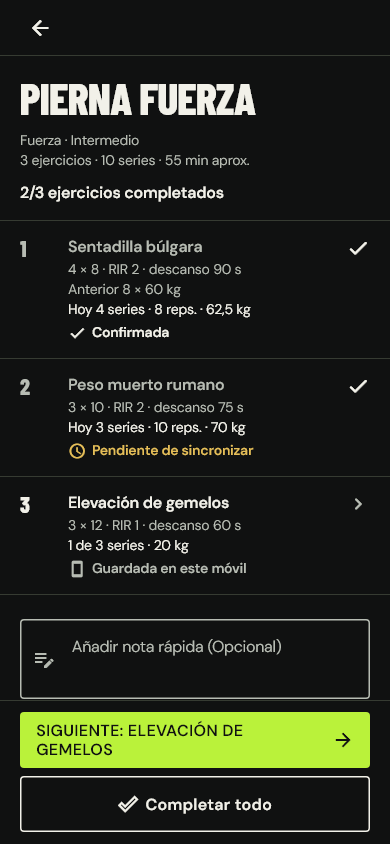 PIERNA FUERZA
Fuerza · Intermedio
3 ejercicios · 10 series · 55 min aprox.
2/3 ejercicios completados
1
Sentadilla búlgara
4 × 8 · RIR 2 · descanso 90 s
Anterior 8 × 60 kg
Hoy 4 series · 8 reps. · 62,5 kg
Confirmada
2
Peso muerto rumano
3 × 10 · RIR 2 · descanso 75 s
Hoy 3 series · 10 reps. · 70 kg
Pendiente de sincronizar
3
Elevación de gemelos
3 × 12 · RIR 1 · descanso 60 s
1 de 3 series · 20 kg
Guardada en este móvil
Añadir nota rápida (Opcional)
SIGUIENTE: ELEVACIÓN DE
GEMELOS
Completar todo